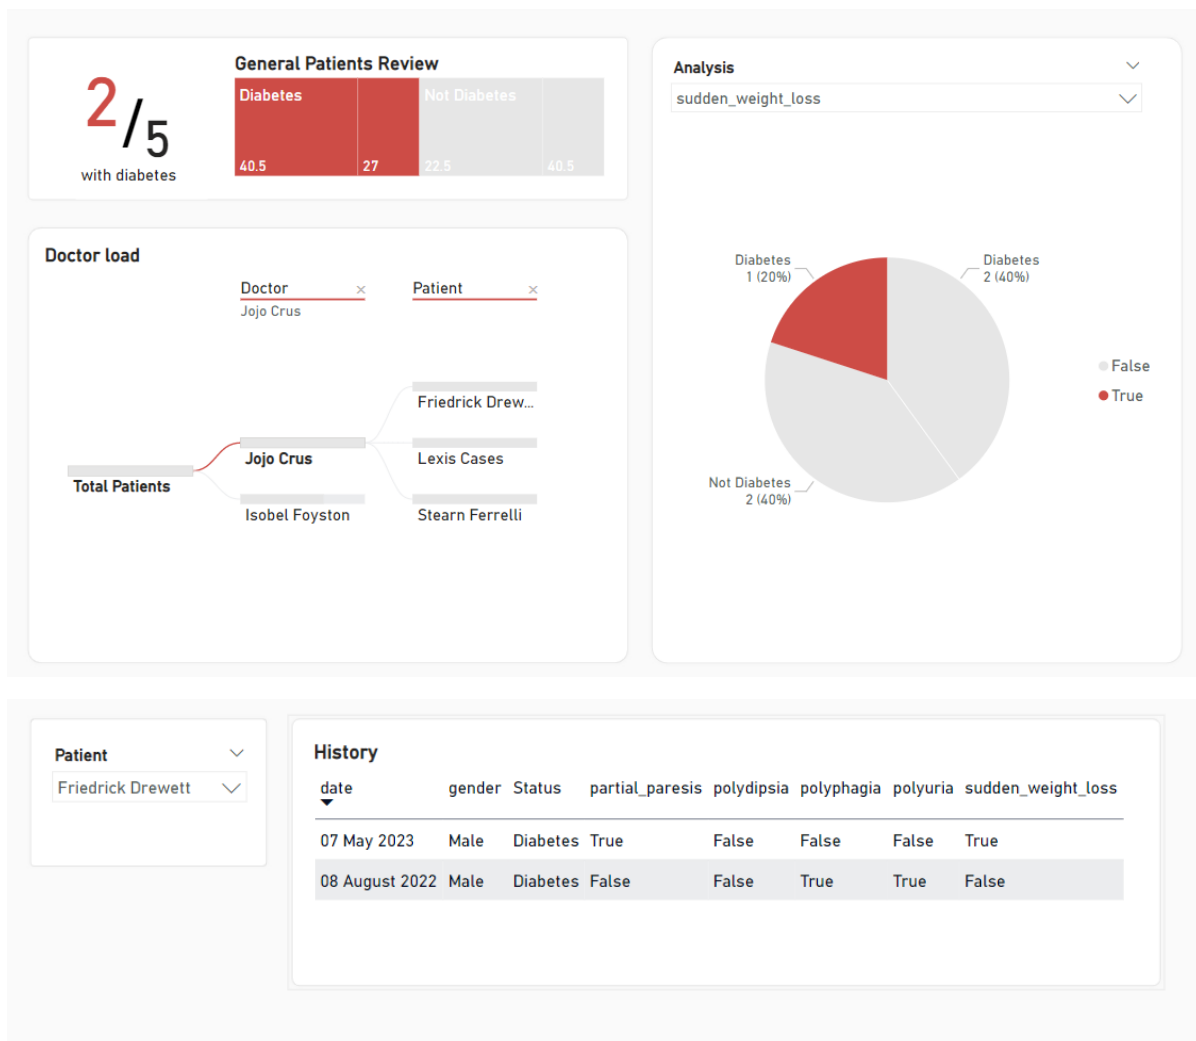 2/5
with diabetes
General Patients Review
Diabetes
Not Diabetes
40.5
27
22.5
40.5
Analysis
sudden_weight_loss
Diabetes
1 (20%)
Diabetes
2 (40%)
Not Diabetes
2 (40%)
False
True
Doctor load
Doctor
Patient
Jojo Crus
Friedrick Drew...
Jojo Crus
Lexis Cases
Total Patients
Isobel Foyston
Stearn Ferrelli
Patient
Friedrick Drewett
History
date gender Status partial_paresis polydipsia polyphagia polyuria sudden_weight_loss
07 May 2023 Male Diabetes True False False False True
08 August 2022 Male Diabetes False False True True False